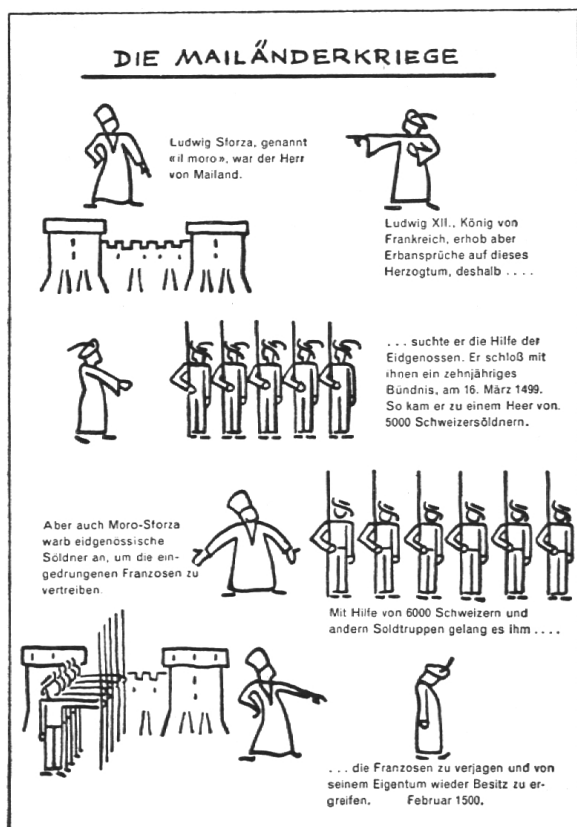 DIE MAILÄNDERKRIEGE
Ludwig Sforza, genannt
«il moro», war der Herr
von Mailand.
Ludwig XII., König von
Frankreich, erhob aber
Erbansprüche auf dieses
Herzogtum, deshalb . . . .
. . . suchte er die Hilfe der
Eidgenossen. Er schloß mit
ihnen ein zehnjähriges
Bündnis, am 16. März 1499.
So kam er zu einem Heer von
5000 Schweizersöldnern.
Aber auch Moro-Sforza
warb eidgenössische
Söldner an, um die ein-
gedrungenen Franzosen zu
vertreiben.
Mit Hilfe von 6000 Schweizern und
andern Soldtruppen gelang es ihm . . . .
. . . die Franzosen zu verjagen und von
seinem Eigentum wieder Besitz zu er-
greifen. Februar 1500.